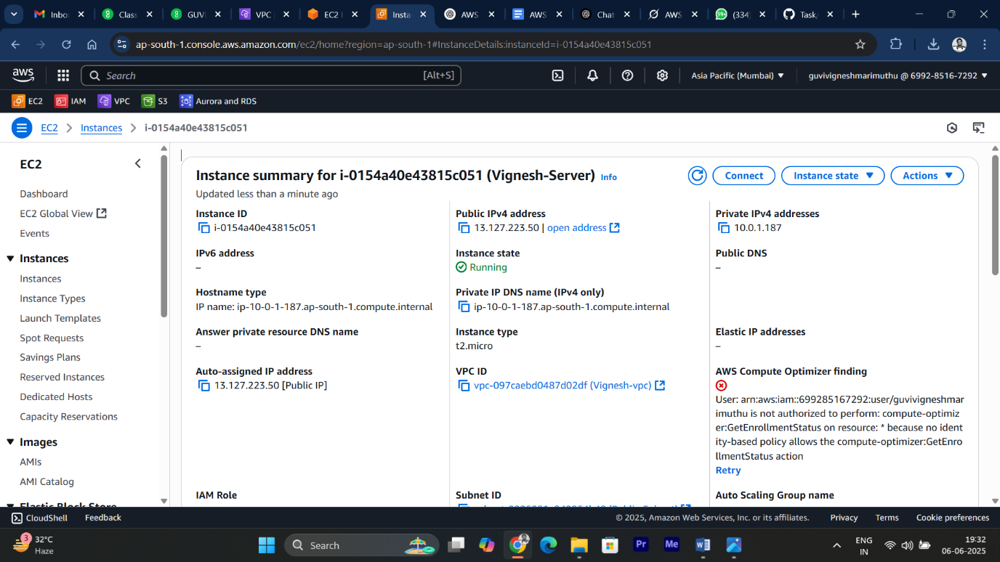 Inbo
Class
GUVI
VPC
EC2
Insta
AWS
AWS
Chat
AWS
(334)
Task/
ap-south-1.console.aws.amazon.com/ec2/home?region=ap-south-1#InstanceDetails:instanceId=i-0154a40e43815c051
aws
Search
[Alt+S]
Asia Pacific (Mumbai)
guvivigneshmarimuthu @ 6992-8516-7292
EC2
IAM
VPC
S3
Aurora and RDS
EC2
Instances
i-0154a40e43815c051
EC2
Dashboard
EC2 Global View
Events
Instances
Instances
Instance Types
Launch Templates
Spot Requests
Savings Plans
Reserved Instances
Dedicated Hosts
Capacity Reservations
Images
AMIs
AMI Catalog
Elastic Block Store
Instance summary for i-0154a40e43815c051 (Vignesh-Server) Info
Updated less than a minute ago
Connect
Instance state
Actions
Instance ID
i-0154a40e43815c051
Public IPv4 address
13.127.223.50 | open address
Private IPv4 addresses
10.0.1.187
IPv6 address
–
Instance state
Running
Public DNS
–
Hostname type
IP name: ip-10-0-1-187.ap-south-1.compute.internal
Private IP DNS name (IPv4 only)
ip-10-0-1-187.ap-south-1.compute.internal
Answer private resource DNS name
–
Instance type
t2.micro
Elastic IP addresses
–
Auto-assigned IP address
13.127.223.50 [Public IP]
VPC ID
vpc-097caebd0487d02df (Vignesh-vpc)
AWS Compute Optimizer finding
User: arn:aws:iam::699285167292:user/guvivigneshmar
imuthu is not authorized to perform: compute-optimiz
er:GetEnrollmentStatus on resource: * because no ident
ity-based policy allows the compute-optimizer:GetEnro
llmentStatus action
Retry
IAM Role
Subnet ID
Auto Scaling Group name
CloudShell
Feedback
© 2025, Amazon Web Services, Inc. or its affiliates.
Privacy
Terms
Cookie preferences
3
32°C
Haze
Search
Pr
Me
ENG
IN
19:32
06-06-2025